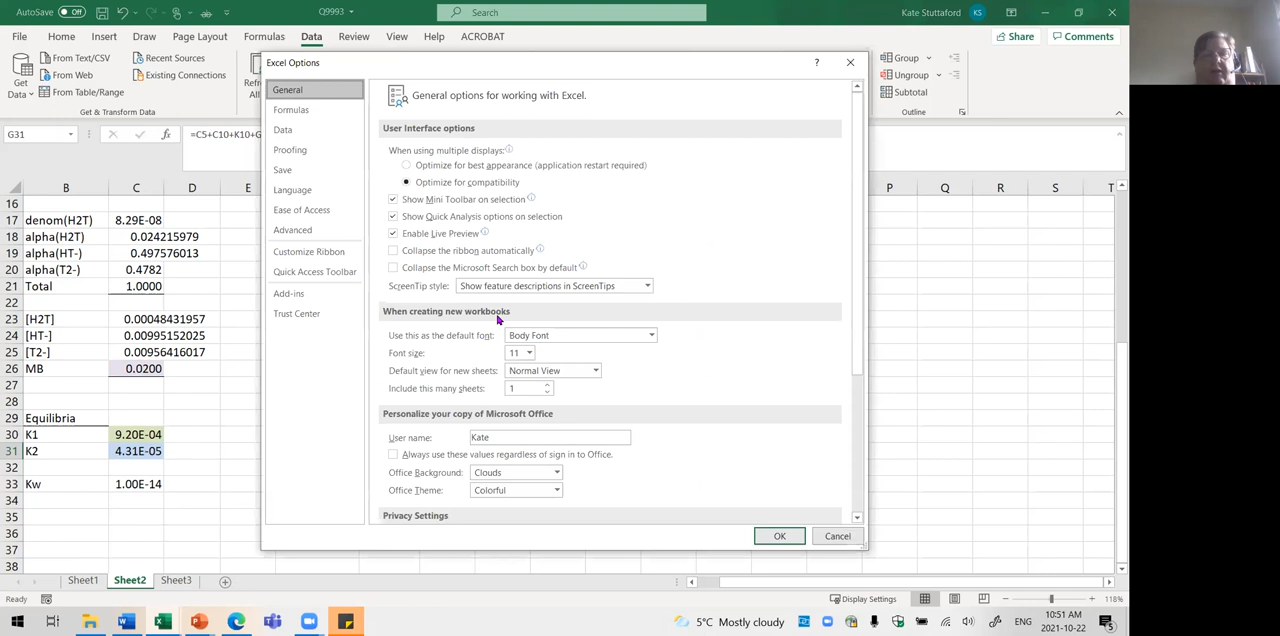 AutoSave Off Q9993 Search Kate Stuttaford KS
File Home Insert Draw Page Layout Formulas Data Review View Help ACROBAT Share Comments
Get Data
From Text/CSV
From Web
From Table/Range
Recent Sources
Existing Connections
Get & Transform Data
Group
Ungroup
Subtotal
Outline
G31 fx =C5+C10+K10+G
B C D E P Q R S T
16
17 denom(H2T) 8.29E-08
18 alpha(H2T) 0.024215979
19 alpha(HT-) 0.497576013
20 alpha(T2-) 0.4782
21 Total 1.0000
22
23 [H2T] 0.00048431957
24 [HT-] 0.00995152025
25 [T2-] 0.00956416017
26 MB 0.0200
27
28
29 Equilibria
30 K1 9.20E-04
31 K2 4.31E-05
32
33 Kw 1.00E-14
34
35
36
37
38
Excel Options ?
General
Formulas
Data
Proofing
Save
Language
Ease of Access
Advanced
Customize Ribbon
Quick Access Toolbar
Add-ins
Trust Center
General options for working with Excel.
User Interface options
When using multiple displays:
Optimize for best appearance (application restart required)
Optimize for compatibility
Show Mini Toolbar on selection
Show Quick Analysis options on selection
Enable Live Preview
Collapse the ribbon automatically
Collapse the Microsoft Search box by default
ScreenTip style: Show feature descriptions in ScreenTips
When creating new workbooks
Use this as the default font: Body Font
Font size: 11
Default view for new sheets: Normal View
Include this many sheets: 1
Personalize your copy of Microsoft Office
User name: Kate
Always use these values regardless of sign in to Office.
Office Background: Clouds
Office Theme: Colorful
Privacy Settings
OK Cancel
Sheet1 Sheet2 Sheet3
Ready Display Settings 118%
5°C Mostly cloudy ENG 10:51 AM
2021-10-22 5